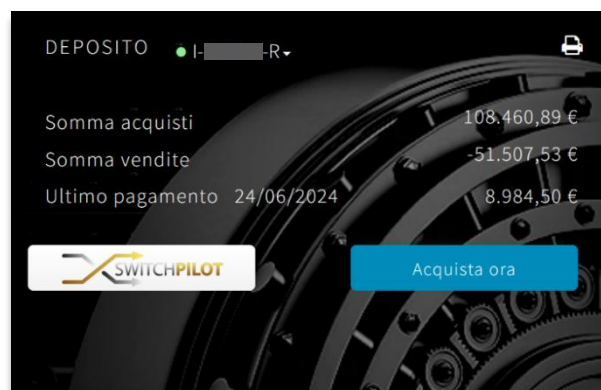 DEPOSITO I- -R
Somma acquisti 108.460,89 €
Somma vendite -51.507,53 €
Ultimo pagamento 24/06/2024 8.984,50 €
SWITCHPILOT Acquista ora